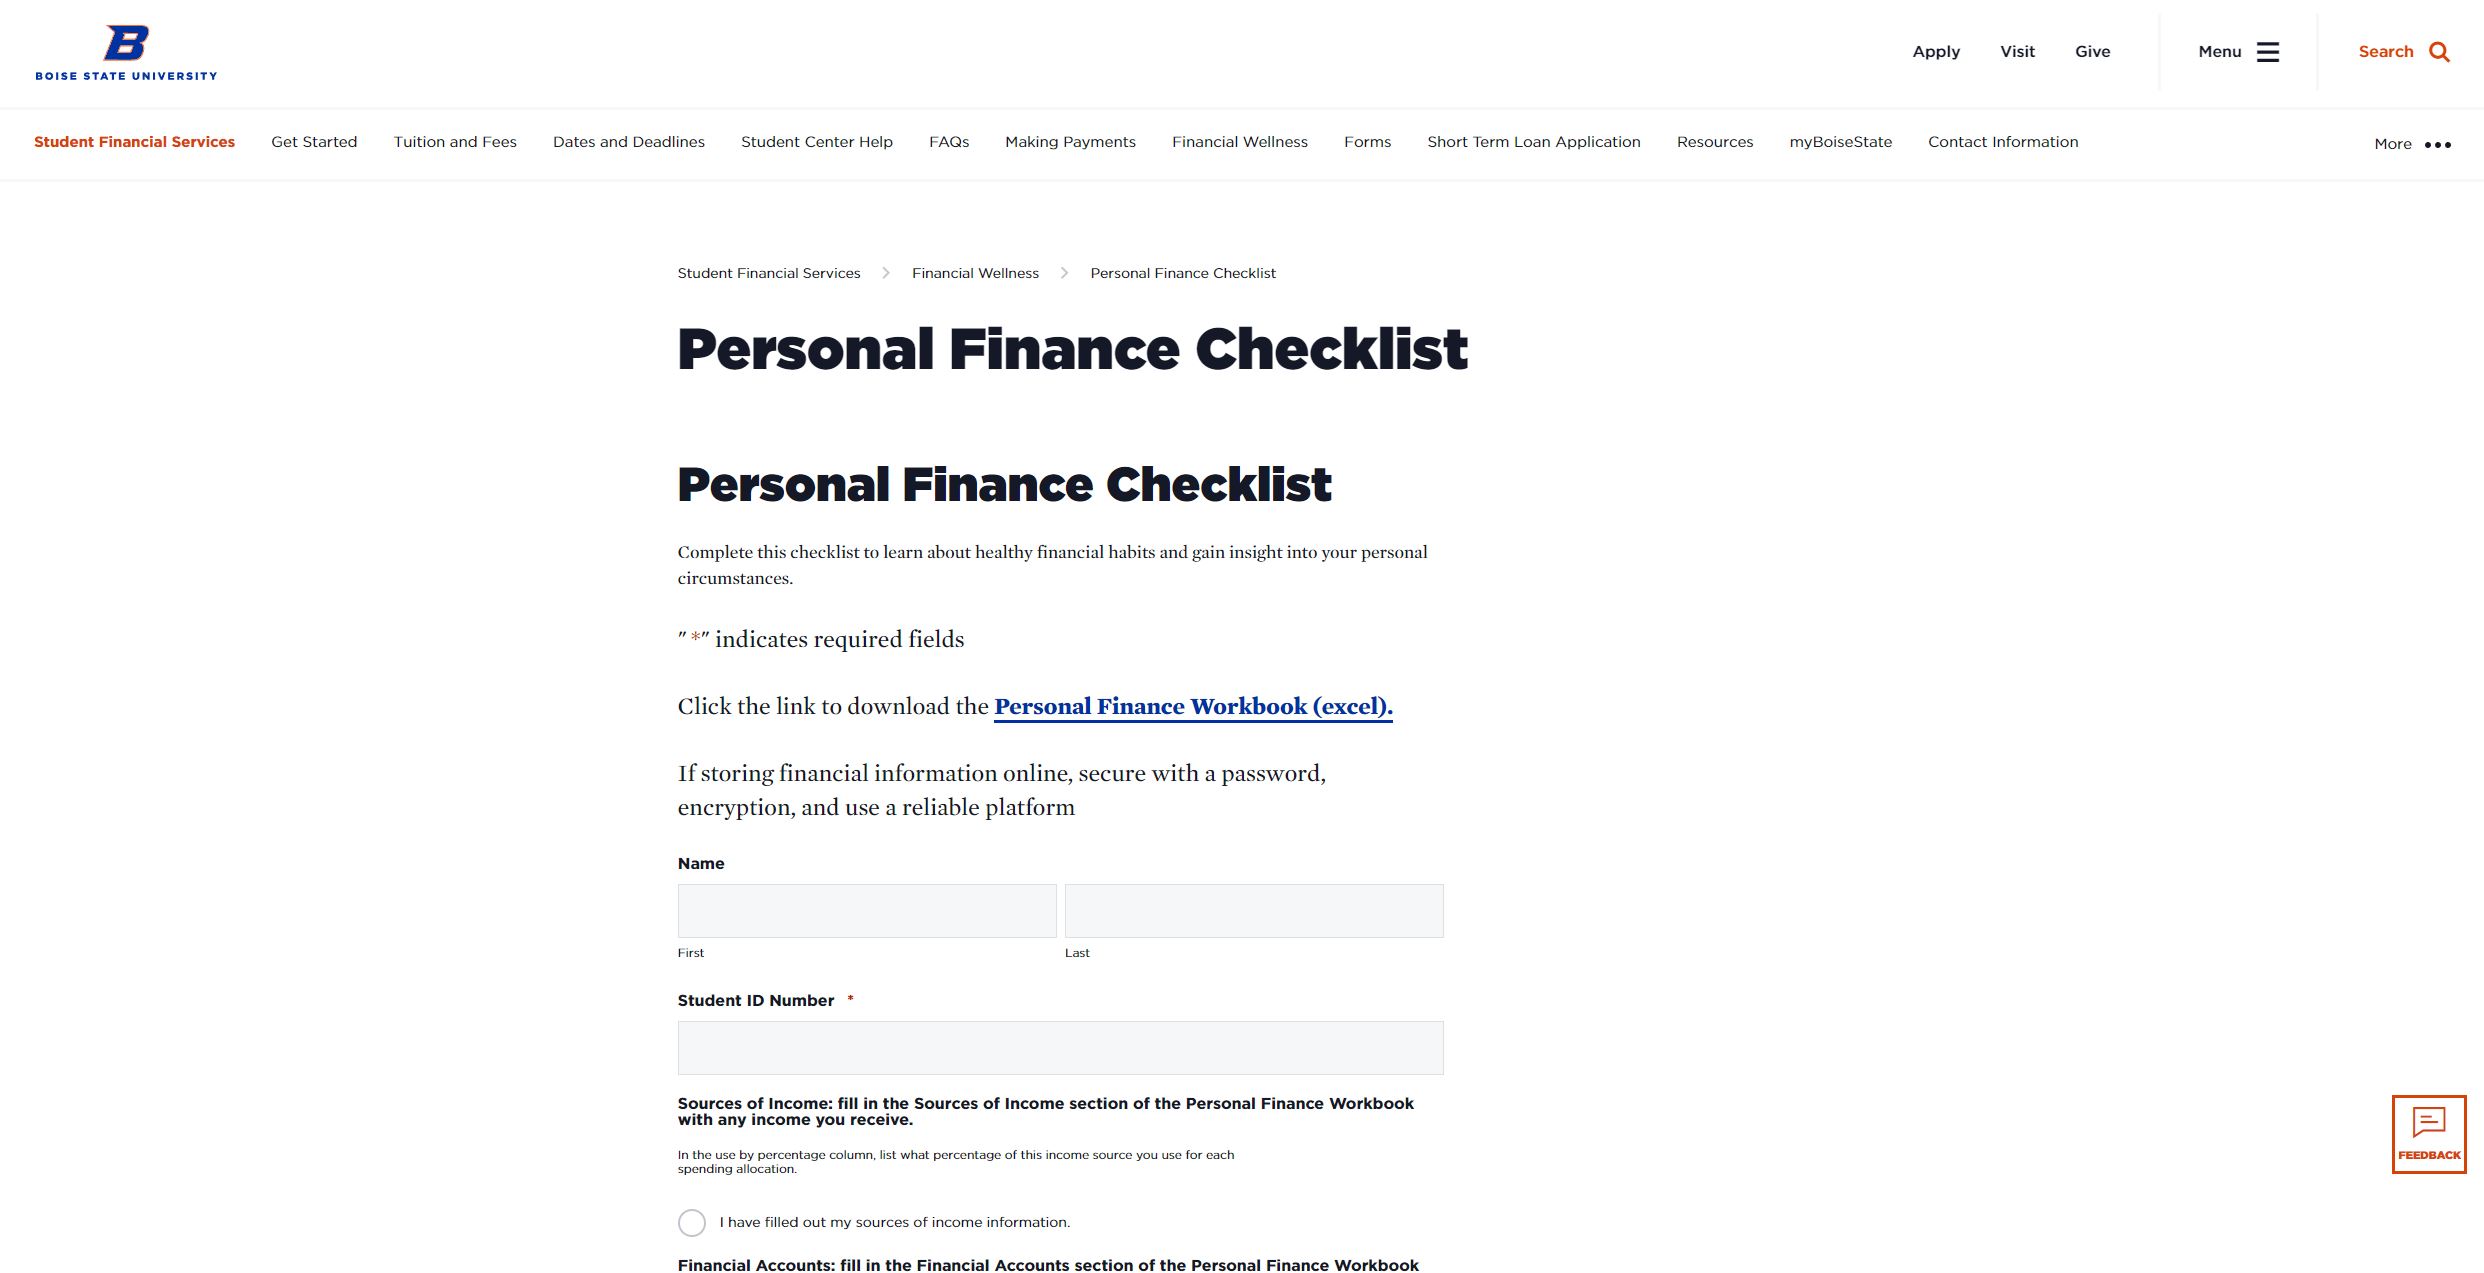 B
BOISE STATE UNIVERSITY
Apply Visit Give Menu Search
Student Financial Services Get Started Tuition and Fees Dates and Deadlines Student Center Help FAQs Making Payments Financial Wellness Forms Short Term Loan Application Resources myBoiseState Contact Information More
Student Financial Services Financial Wellness Personal Finance Checklist
Personal Finance Checklist
Personal Finance Checklist
Complete this checklist to learn about healthy financial habits and gain insight into your personal
circumstances.
" *" indicates required fields
Click the link to download the Personal Finance Workbook (excel).
If storing financial information online, secure with a password,
encryption, and use a reliable platform
Name
First Last
Student ID Number *
Sources of Income: fill in the Sources of Income section of the Personal Finance Workbook
with any income you receive.
In the use by percentage column, list what percentage of this income source you use for each
spending allocation.
FEEDBACK
I have filled out my sources of income information.
Financial Accounts: fill in the Financial Accounts section of the Personal Finance Workbook